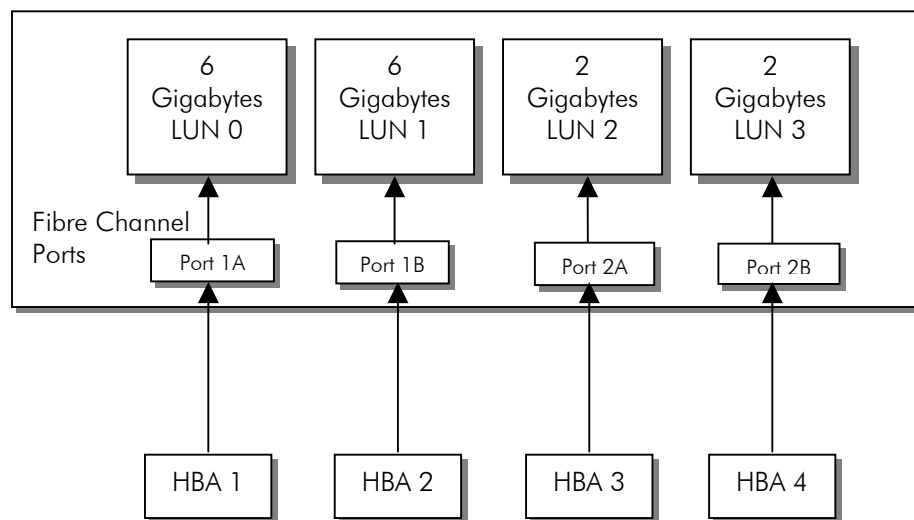 6
Gigabytes
LUN 0
6
Gigabytes
LUN 1
2
Gigabytes
LUN 2
2
Gigabytes
LUN 3
Fibre Channel
Ports
Port 1A
Port 1B
Port 2A
Port 2B
HBA 1
HBA 2
HBA 3
HBA 4